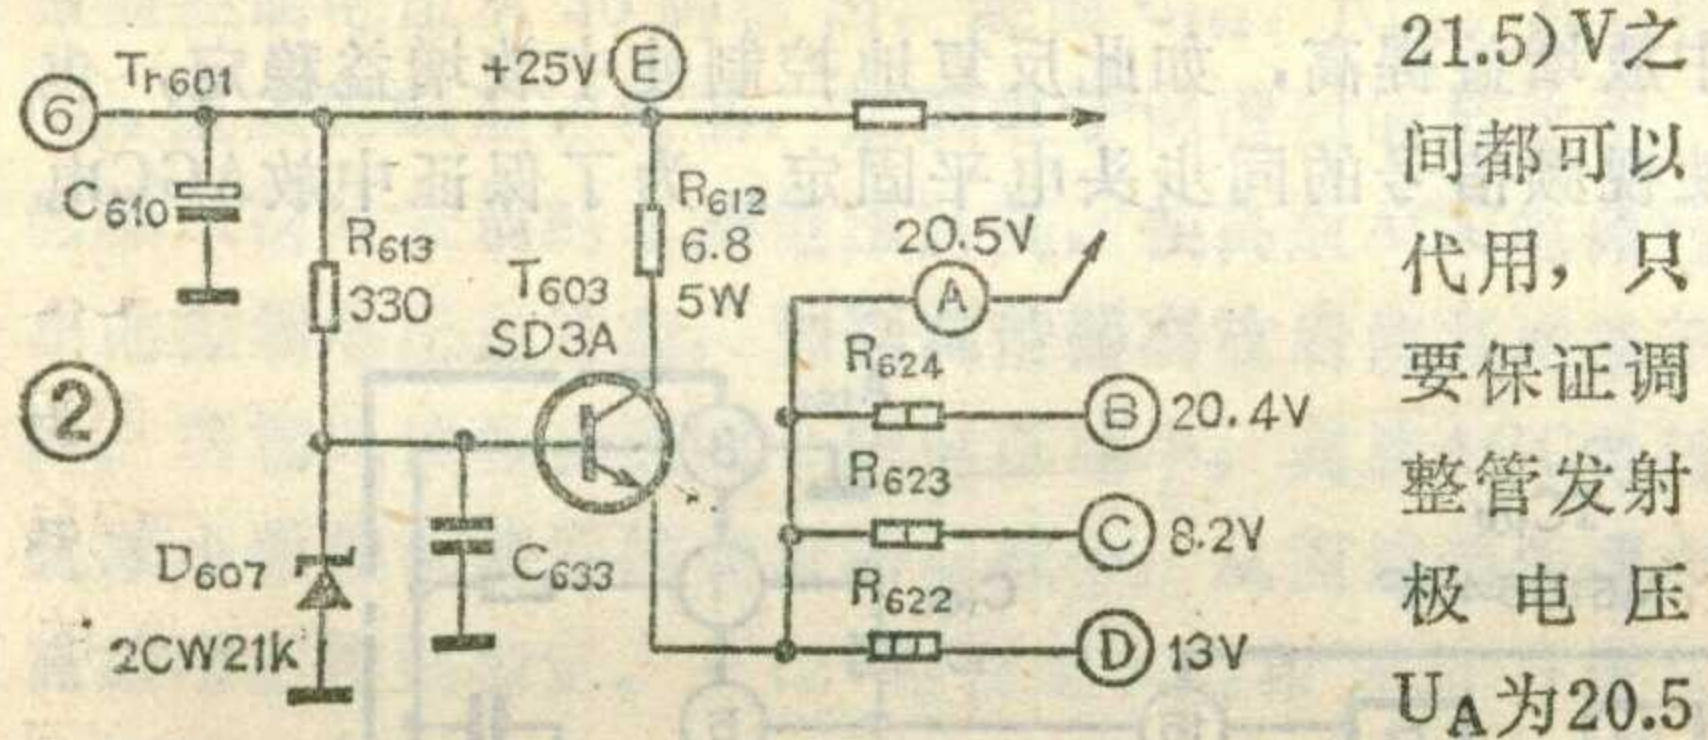 Tr601
+25V
E
6
C610
R613
330
T603
SD3A
R612
6.8
5W
20.5V
A
R624
B
20.4V
R623
C
8.2V
R622
D
13V
2
D607
2CW21k
C633
21.5)V之
间都可以
代用，只
要保证调
整管发射
极电压
UA为20.5